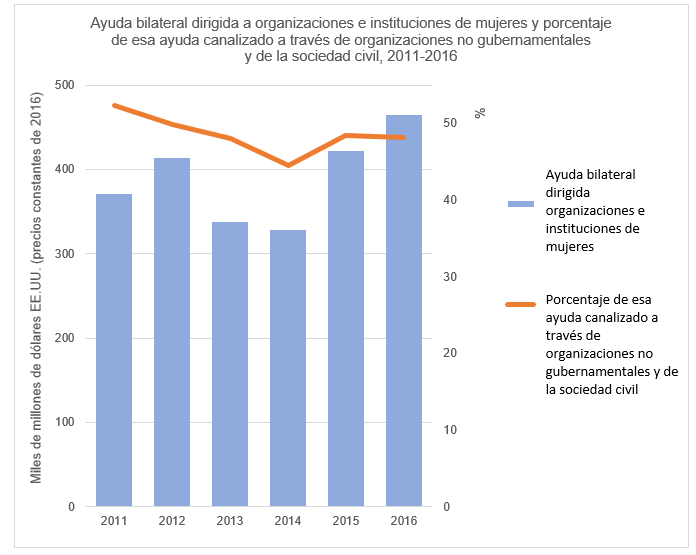 Ayuda bilateral dirigida a organizaciones e instituciones de mujeres y porcentaje
de esa ayuda canalizado a través de organizaciones no gubernamentales
y de la sociedad civil, 2011-2016
Miles de millones de dólares EE.UU. (precios constantes de 2016)
500
400
300
200
100
0
%
50
40
30
20
10
0
2011 2012 2013 2014 2015 2016
Ayuda bilateral
dirigida
organizaciones e
instituciones de
mujeres
Porcentaje de esa
ayuda canalizado a
través de
organizaciones no
gubernamentales y de
la sociedad civil